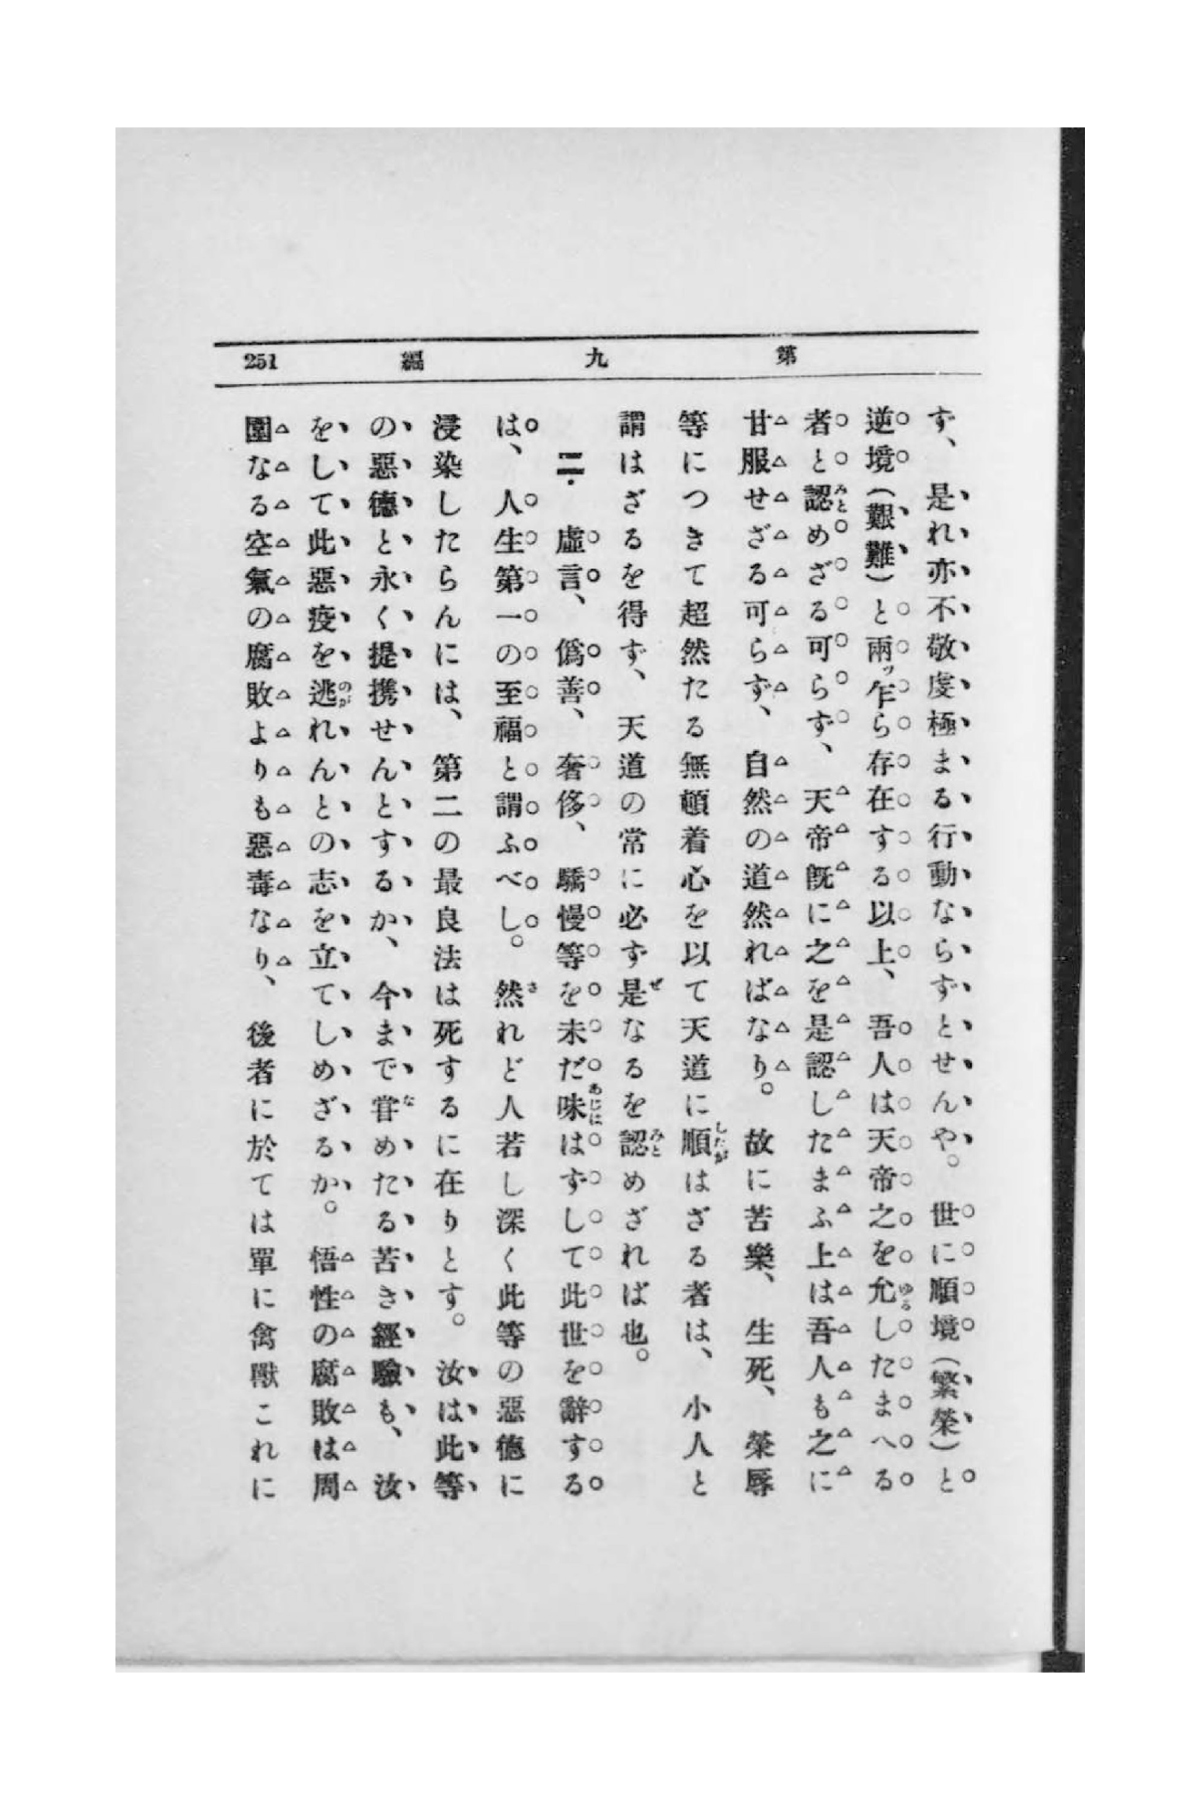 第九編 251
ず、是れ亦不敬虔極まる行動ならずとせんや。世に順境(繁榮)と
逆境(艱難)と兩ツ乍ら存在する以上、吾人は天帝之を允したまへる
者と認めざる可らず、天帝既に之を是認したまふ上は吾人も之に
甘服せざる可らず、自然の道然ればなり。故に苦樂、生死、榮辱
等につきて超然たる無頓着心を以て天道に順はざる者は、小人と
謂はざるを得ず、天道の常に必ず是なるを認めざれば也。
二. 虛言、僞善、奢侈、驕慢等を未だ味はずして此世を辭する
は、人生第一の至福と謂ふべし。然れど人若し深く此等の惡德に
浸染したらんには、第二の最良法は死するに在りとす。汝は此等
の惡德と永く提携せんとするか、今まで甞めたる苦き經驗も、汝
をして此惡疫を逃れんとの志を立てしめざるか。悟性の腐敗は周
圍なる空氣の腐敗よりも惡毒なり、後者に於ては單に禽獸これに